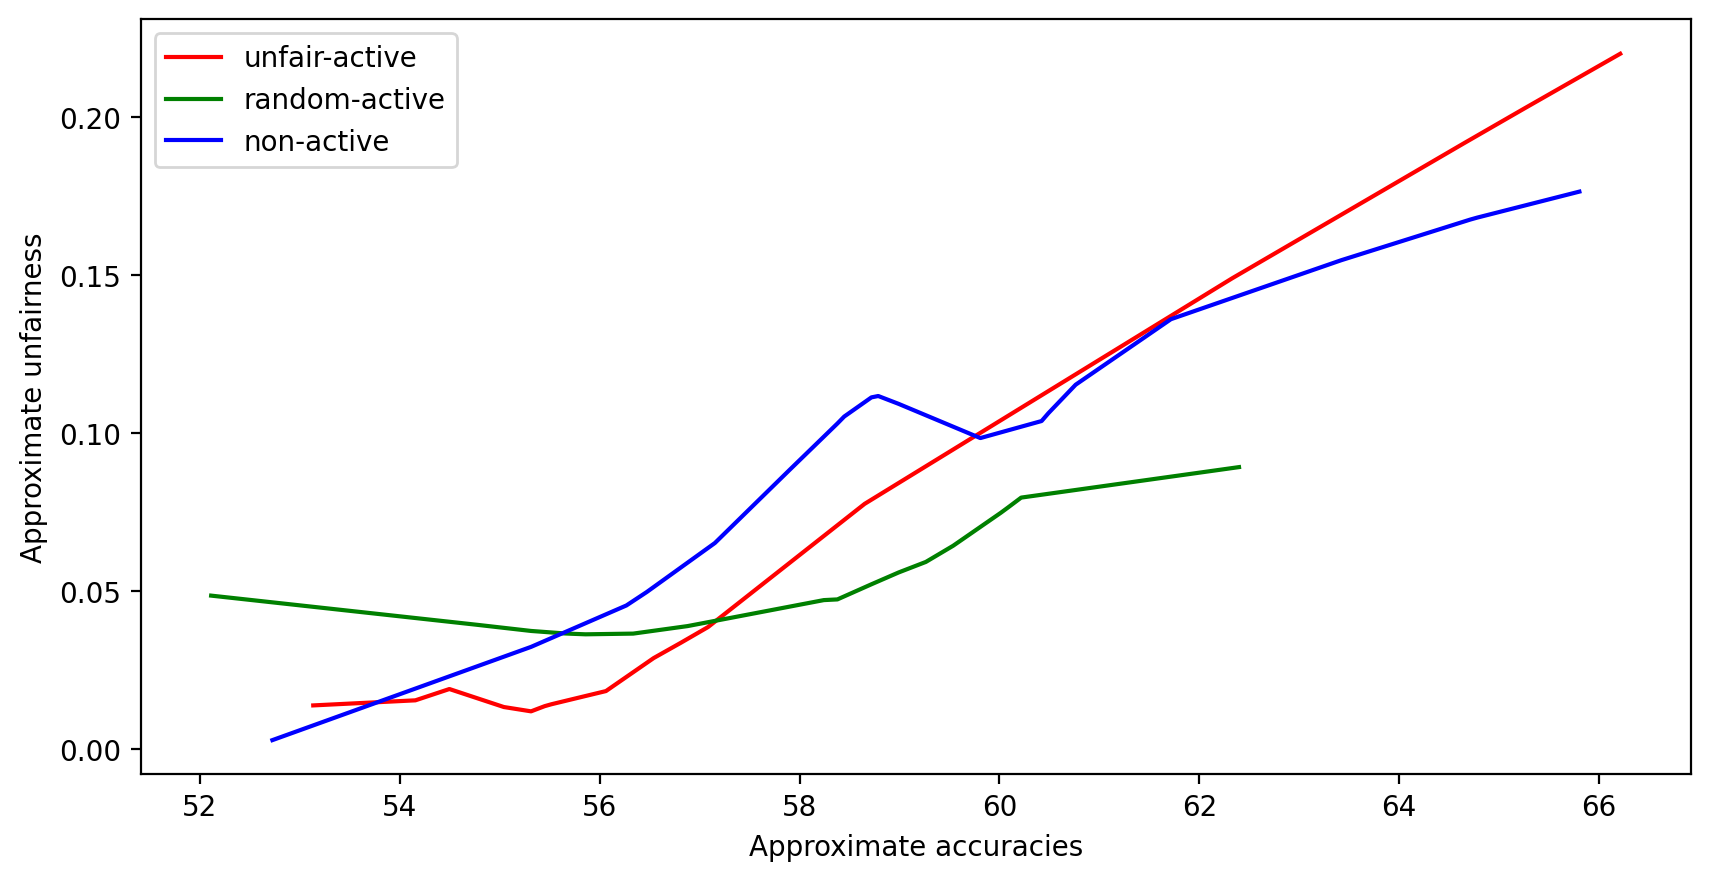 unfair-active
random-active
non-active
0.20
0.15
0.10
0.05
0.00
Approximate unfairness
52 54 56 58 60 62 64 66
Approximate accuracies